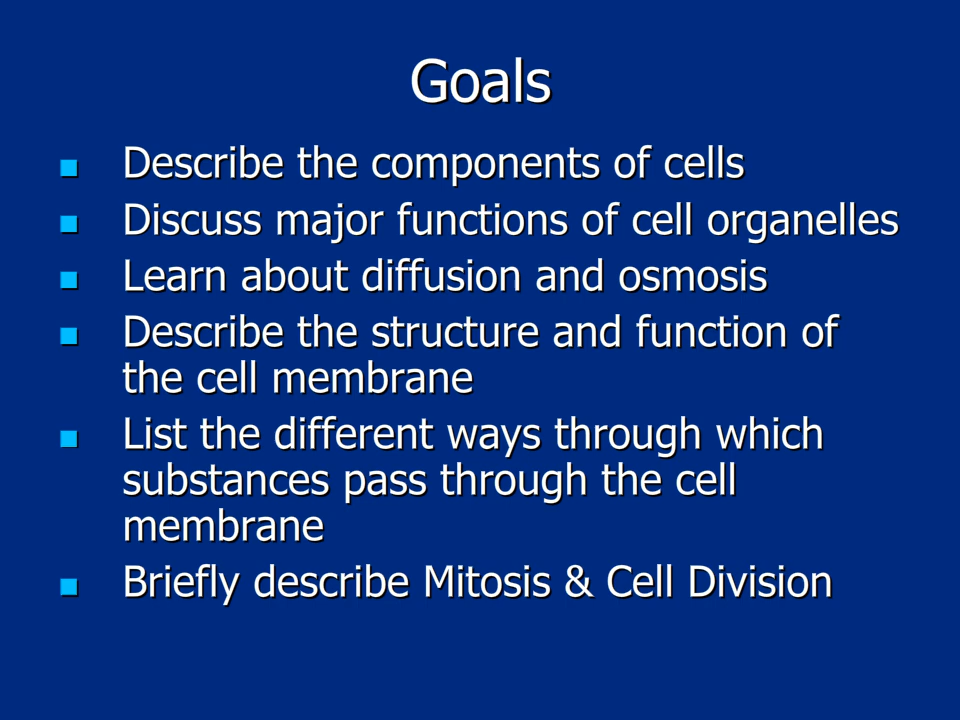 Goals
Describe the components of cells
Discuss major functions of cell organelles
Learn about diffusion and osmosis
Describe the structure and function of
the cell membrane
List the different ways through which
substances pass through the cell
membrane
Briefly describe Mitosis & Cell Division